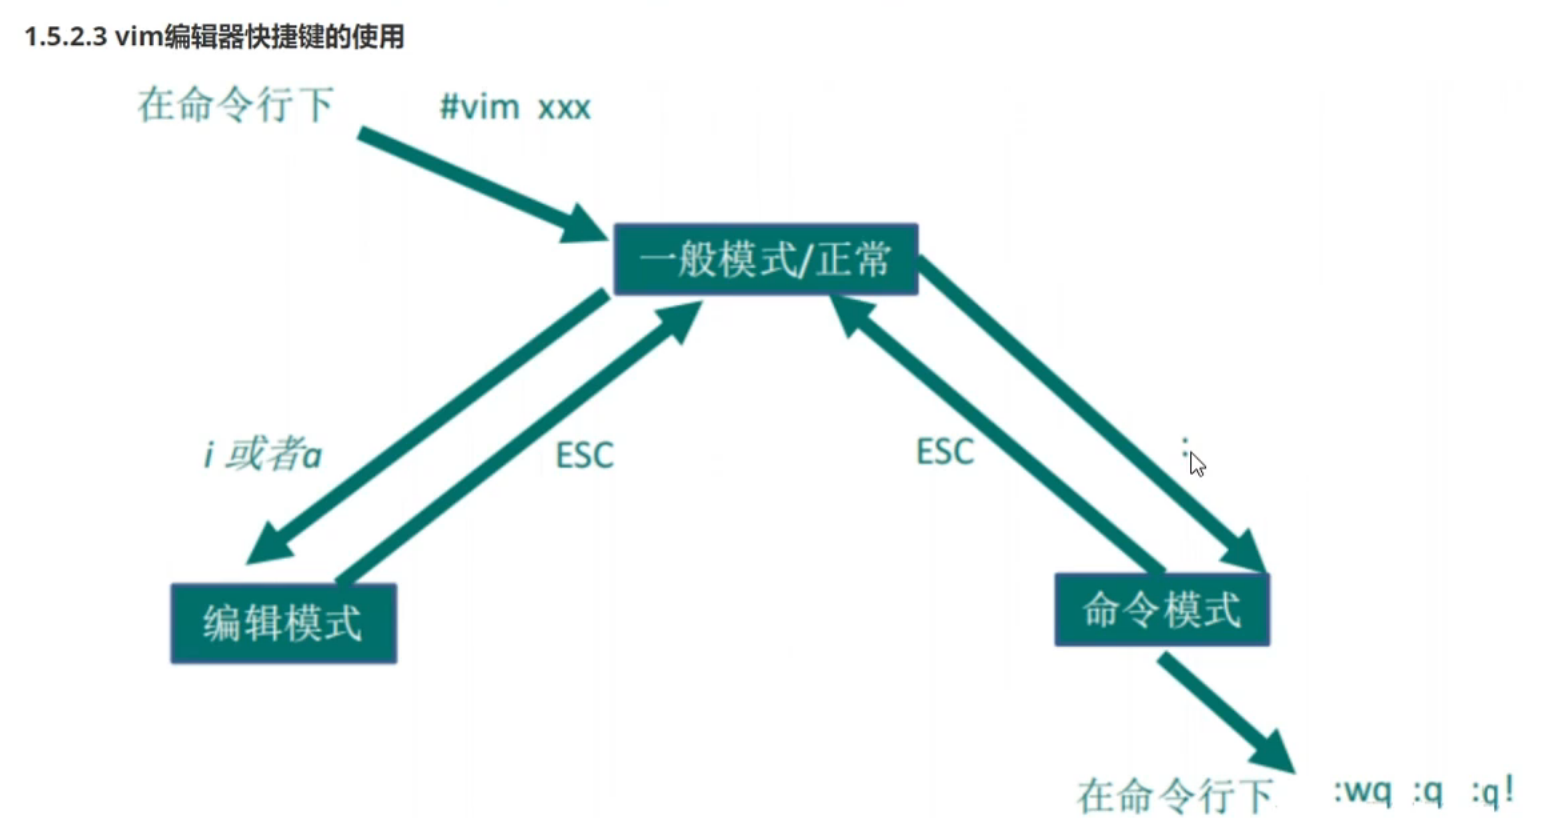 1.5.2.3 vim编辑器快捷键的使用
在命令行下 #vim xxx
一般模式/正常
i 或者a ESC ESC :
编辑模式 命令模式
在命令行下 :wq :q :q!